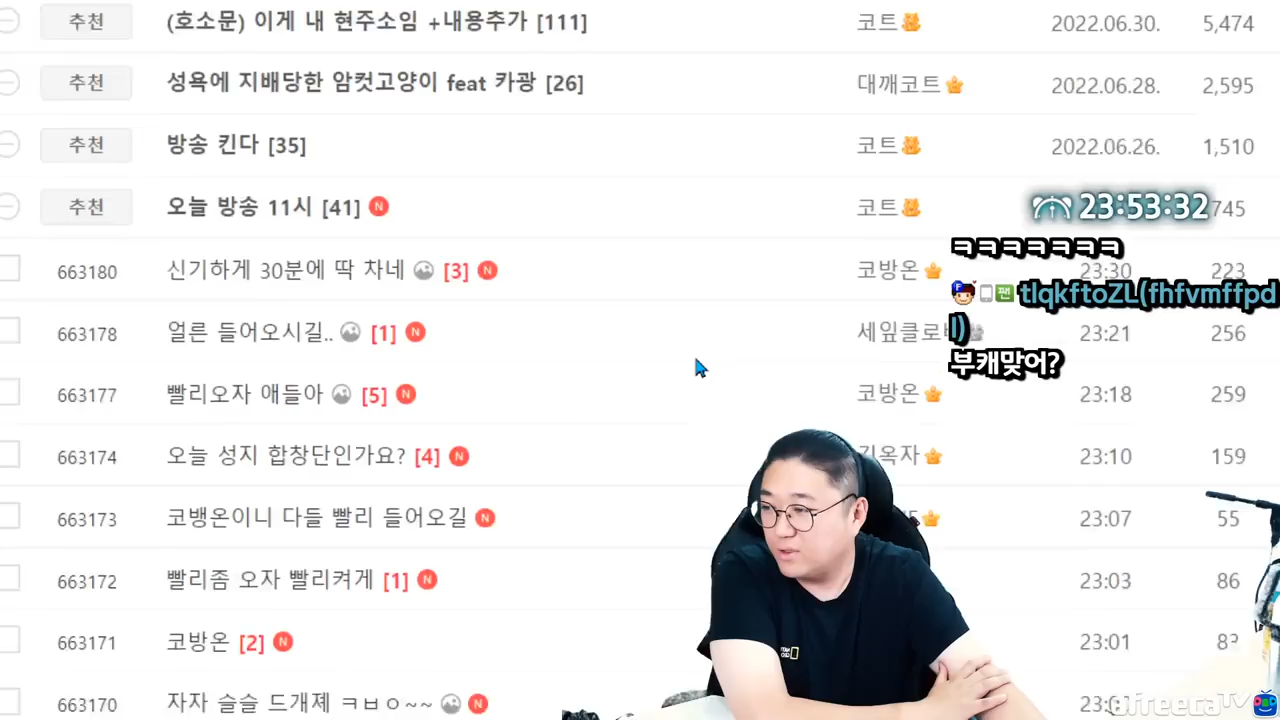 추천 (호소문) 이게 내 현주소임 +내용추가 [111] 코트 2022.06.30. 5,474
추천 성욕에 지배당한 암컷고양이 feat 카광 [26] 대깨코트 2022.06.28. 2,595
추천 방송 킨다 [35] 코트 2022.06.26. 1,510
추천 오늘 방송 11시 [41] N 코트 23:53:32 745
ㅋㅋㅋㅋㅋㅋㅋ
663180 신기하게 30분에 딱 차네 [3] N 코방온 23:30 223
F 팬 tlqkftoZL(fhfvmffpd
l)
663178 얼른 들어오시길.. [1] N 세잎클로 23:21 256
부캐맞어?
663177 빨리오자 애들아 [5] N 코방온 23:18 259
663174 오늘 성지 합창단인가요? [4] N 23:10 159
663173 코뱅온이니 다들 빨리 들어오길 N 23:07 55
663172 빨리좀 오자 빨리켜게 [1] N 23:03 86
663171 코방온 [2] N 23:01
663170 자자 슬슬 드개졔 ㅋㅂㅇ~~ N
afreecaTV